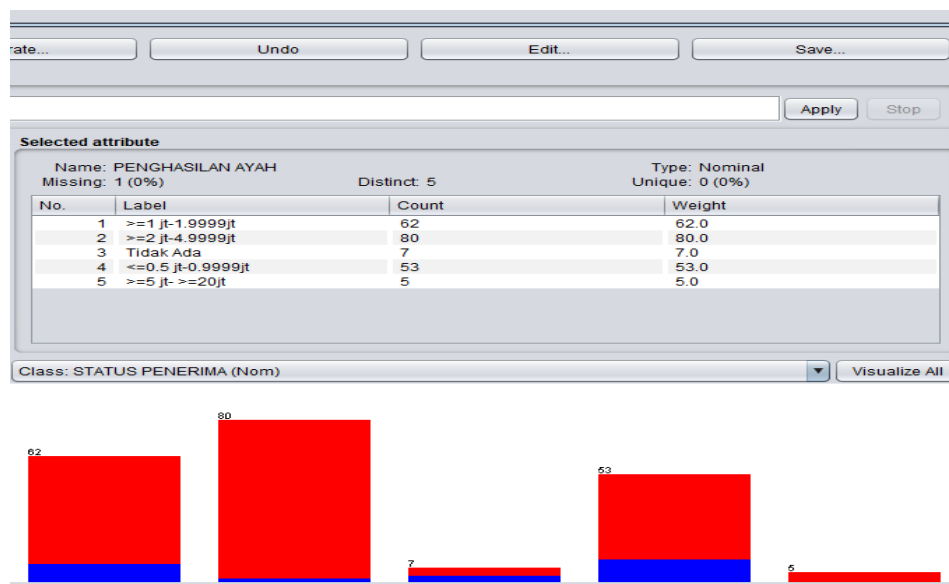 rate... Undo Edit... Save...
Apply Stop
Selected attribute
Name: PENGHASILAN AYAH Type: Nominal
Missing: 1 (0%) Distinct: 5 Unique: 0 (0%)
No. Label Count Weight
1 >=1 jt-1.9999jt 62 62.0
2 >=2 jt-4.9999jt 80 80.0
3 Tidak Ada 7 7.0
4 <=0.5 jt-0.9999jt 53 53.0
5 >=5 jt- >=20jt 5 5.0
Class: STATUS PENERIMA (Nom) Visualize All
80
62
53
7
5